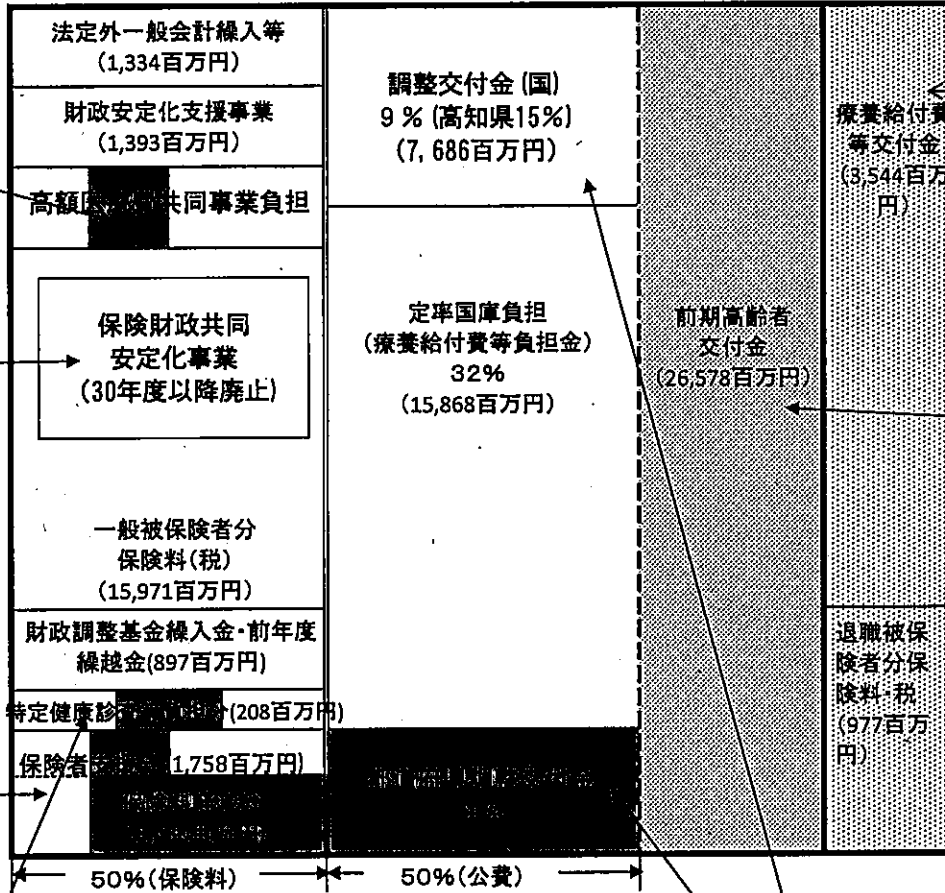 法定外一般会計繰入等
(1,334百万円)
財政安定化支援事業
(1,393百万円)
高額医 共同事業負担
保険財政共同
安定化事業
(30年度以降廃止)
一般被保険者分
保険料(税)
(15,971百万円)
財政調整基金繰入金・前年度
繰越金(897百万円)
特定健康診 分(208百万円)
保険者 1,758百万円)
50%(保険料)
調整交付金(国)
9%(高知県15%)
(7,686百万円)
定率国庫負担
(療養給付費等負担金)
32%
(15,868百万円)
50%(公費)
前期高齢者
交付金
(26,578百万円)
療養給付費
等交付金
(3,544百万
円)
退職被保
険者分保
険料・税
(977百万
円)